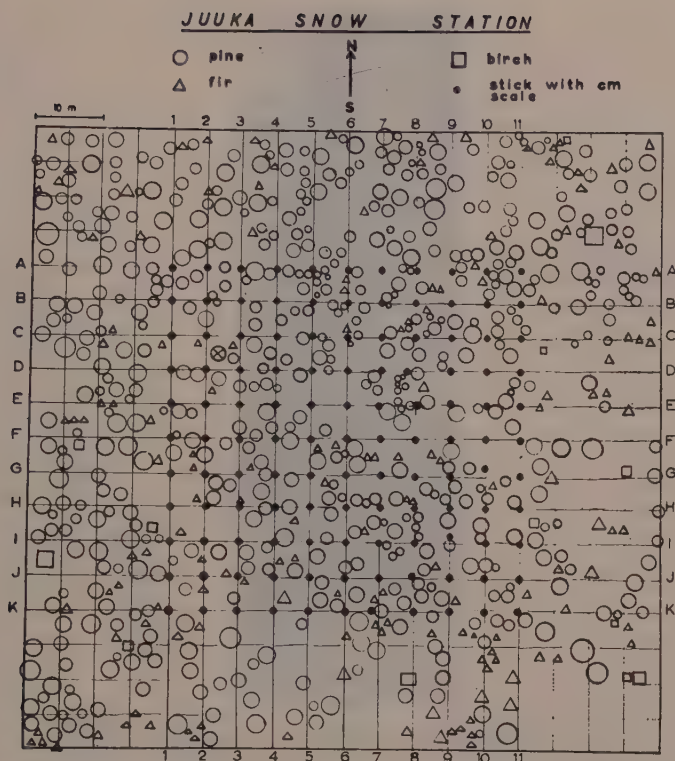 JUUKA SNOW STATION
pine
fir
N
S
birch
stick with cm scale
10 m
1 2 3 4 5 6 7 8 9 10 11
A A
B B
C C
D D
E E
F F
G G
H H
I I
J J
K K
1 2 3 4 5 6 7 8 9 10 11